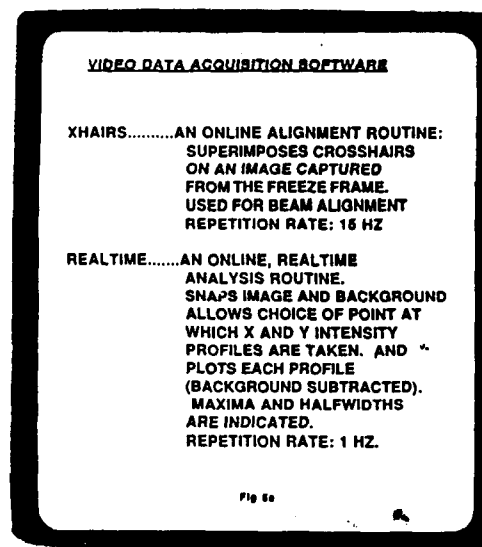 VIDEO DATA ACQUISITION SOFTWARE
XHAIRS..........AN ONLINE ALIGNMENT ROUTINE:
SUPERIMPOSES CROSSHAIRS
ON AN IMAGE CAPTURED
FROM THE FREEZE FRAME.
USED FOR BEAM ALIGNMENT
REPETITION RATE: 15 HZ
REALTIME.......AN ONLINE, REALTIME
ANALYSIS ROUTINE.
SNAPS IMAGE AND BACKGROUND
ALLOWS CHOICE OF POINT AT
WHICH X AND Y INTENSITY
PROFILES ARE TAKEN. AND
PLOTS EACH PROFILE
(BACKGROUND SUBTRACTED).
MAXIMA AND HALFWIDTHS
ARE INDICATED.
REPETITION RATE: 1 HZ.
Fig